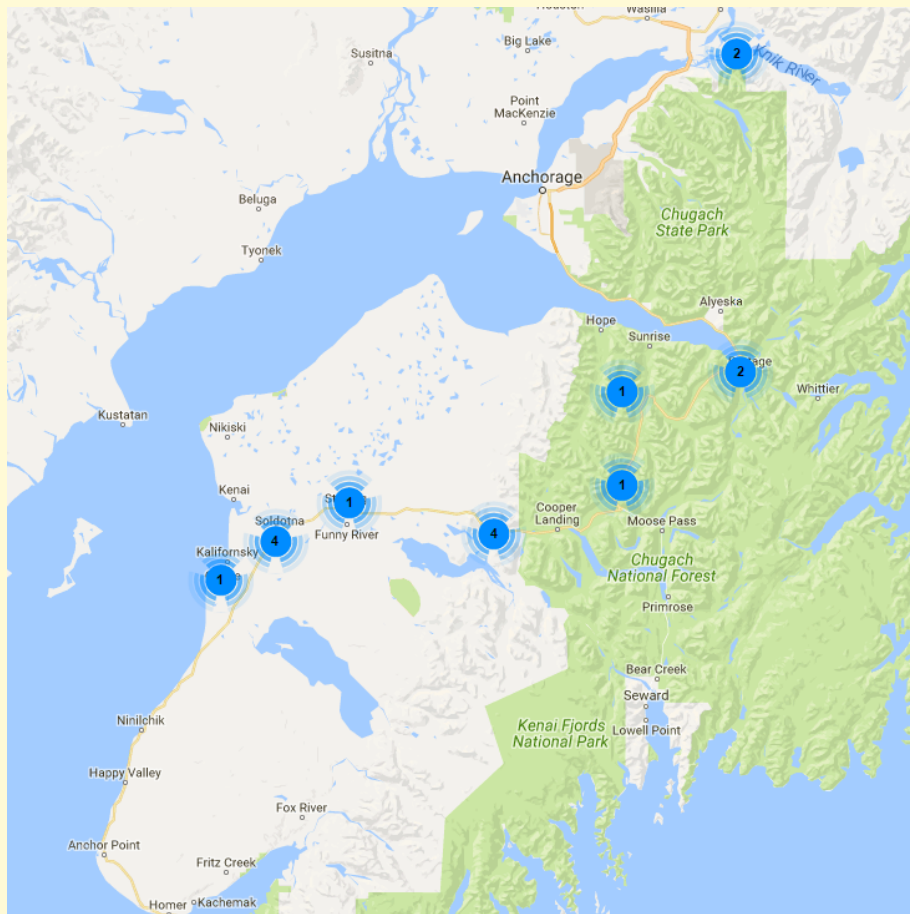 Wasilla
2
Knik River
Big Lake
Susitna
Point
MacKenzie
Anchorage
Beluga
Chugach
State Park
Tyonek
Alyeska
Hope
Sunrise
2
Whittier
1
Kustatan
Nikiski
Kenai
1
1
Soldotna
Cooper
Landing
Moose Pass
4
Funny River
4
Kalifornsky
1
Chugach
National Forest
Primrose
Bear Creek
Seward
Lowell Point
Kenai Fjords
National Park
Ninilchik
Happy Valley
Fox River
Anchor Point
Fritz Creek
Homer
Kachemak